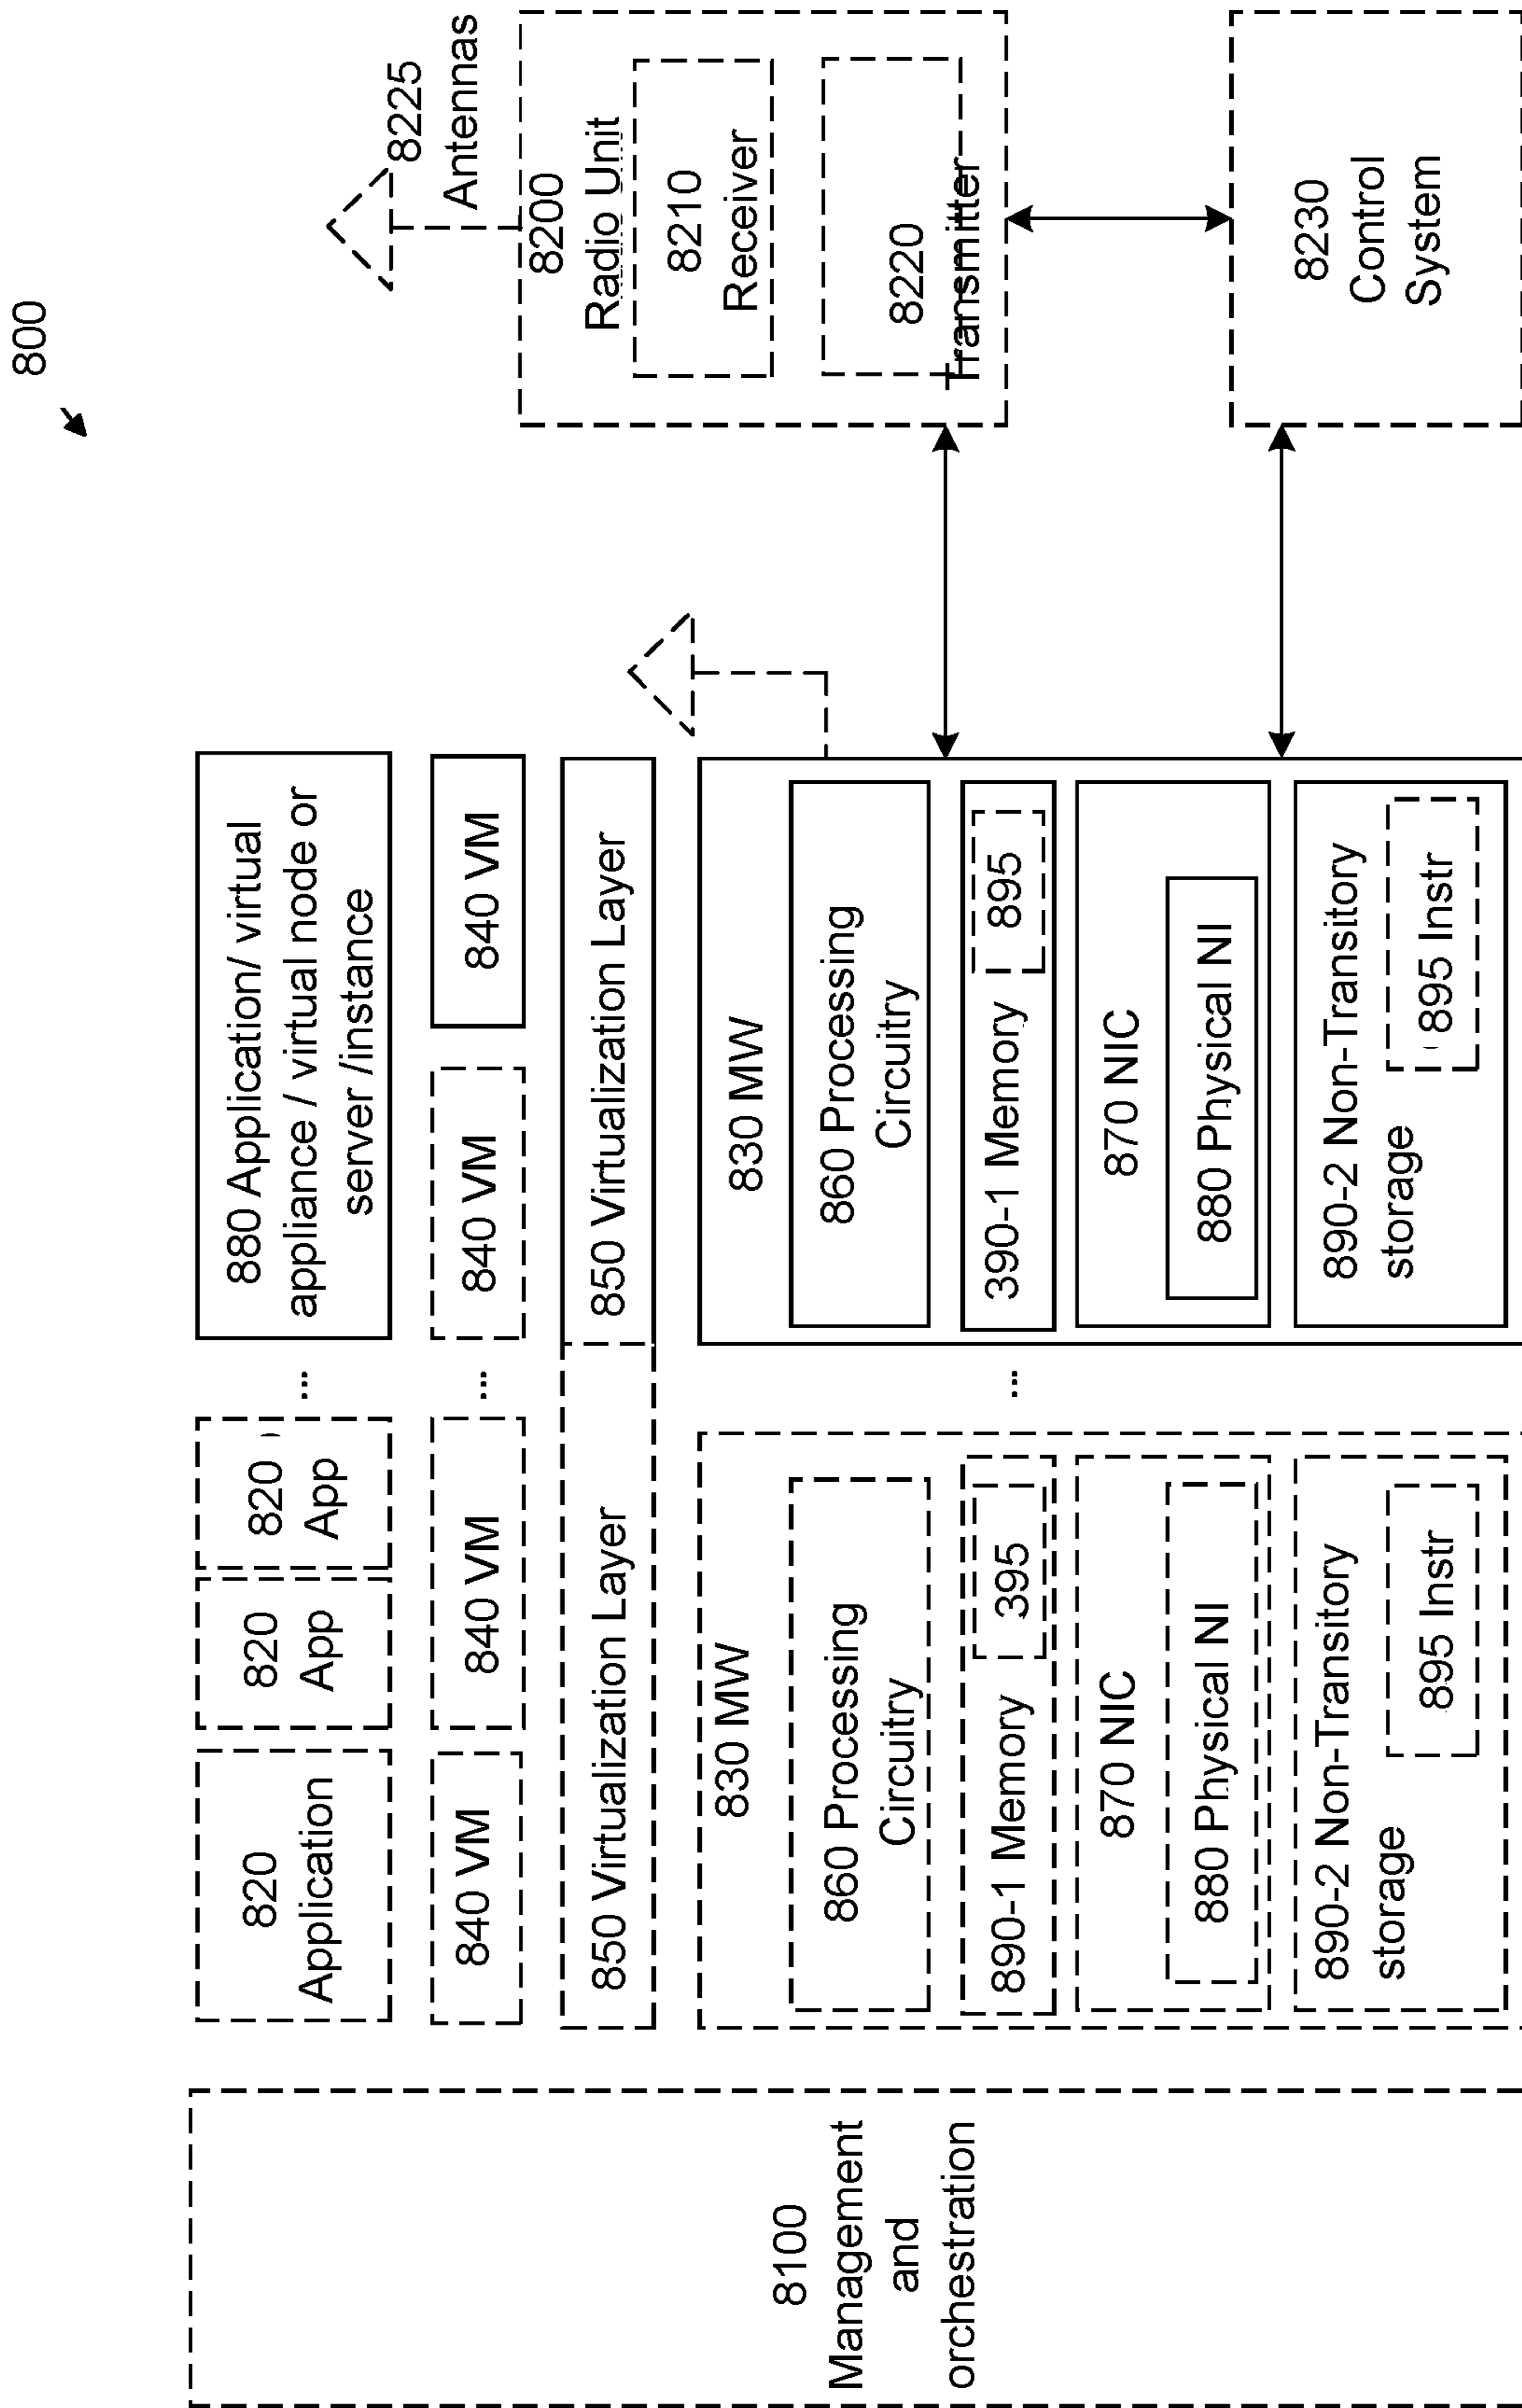 800
8100
Management
and
orchestration
820
Application
820
App
820
App
...
880 Application/ virtual
appliance / virtual node or
server /instance
840 VM
840 VM
...
840 VM
840 VM
850 Virtualization Layer
850 Virtualization Layer
830 MW
860 Processing
Circuitry
890-1 Memory
395
870 NIC
880 Physical NI
890-2 Non-Transitory
storage
895 Instr
...
830 MW
860 Processing
Circuitry
390-1 Memory
895
870 NIC
880 Physical NI
890-2 Non-Transitory
storage
895 Instr
8225
Antennas
8200
Radio Unit
8210
Receiver
8220
Transmitter
8230
Control
System